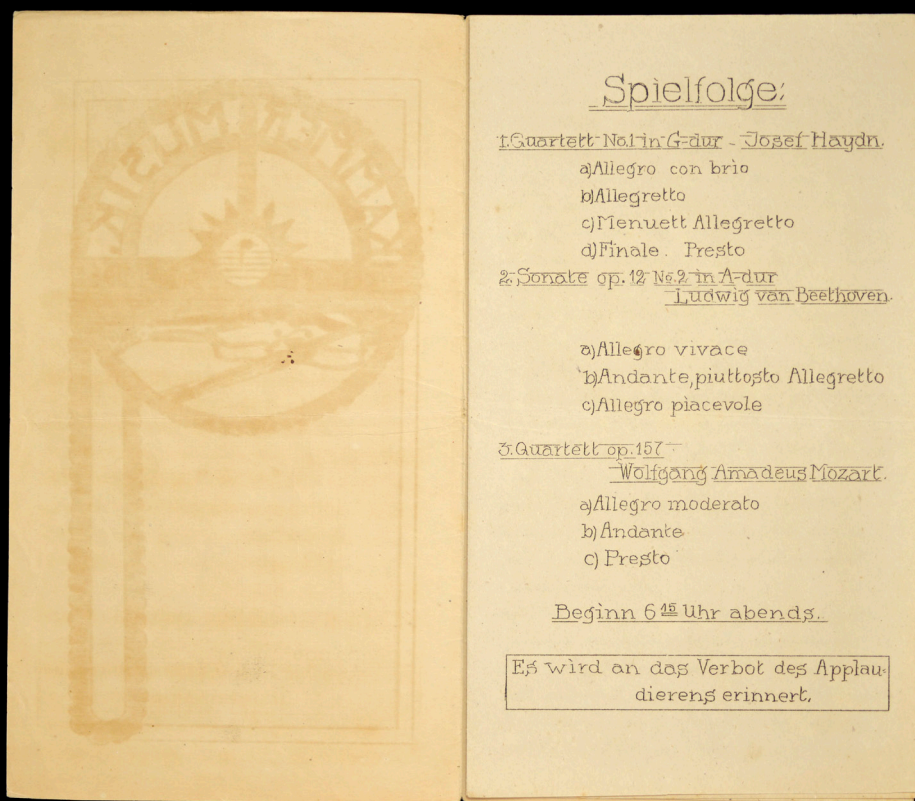 KAMMERMUSIK
Spielfolge:
1. Quartett No.1 in G-dur - Josef Haydn.
a) Allegro con brio
b) Allegretto
c) Menuett Allegretto
d) Finale. Presto
2. Sonate op. 12 No.2 in A-dur
Ludwig van Beethoven.
a) Allegro vivace
b) Andante, piuttosto Allegretto
c) Allegro piacevole
3. Quartett op. 157
Wolfgang Amadeus Mozart.
a) Allegro moderato
b) Andante
c) Presto
Beginn 6 15 Uhr abends.
Es wird an das Verbot des Applau-
dierens erinnert.